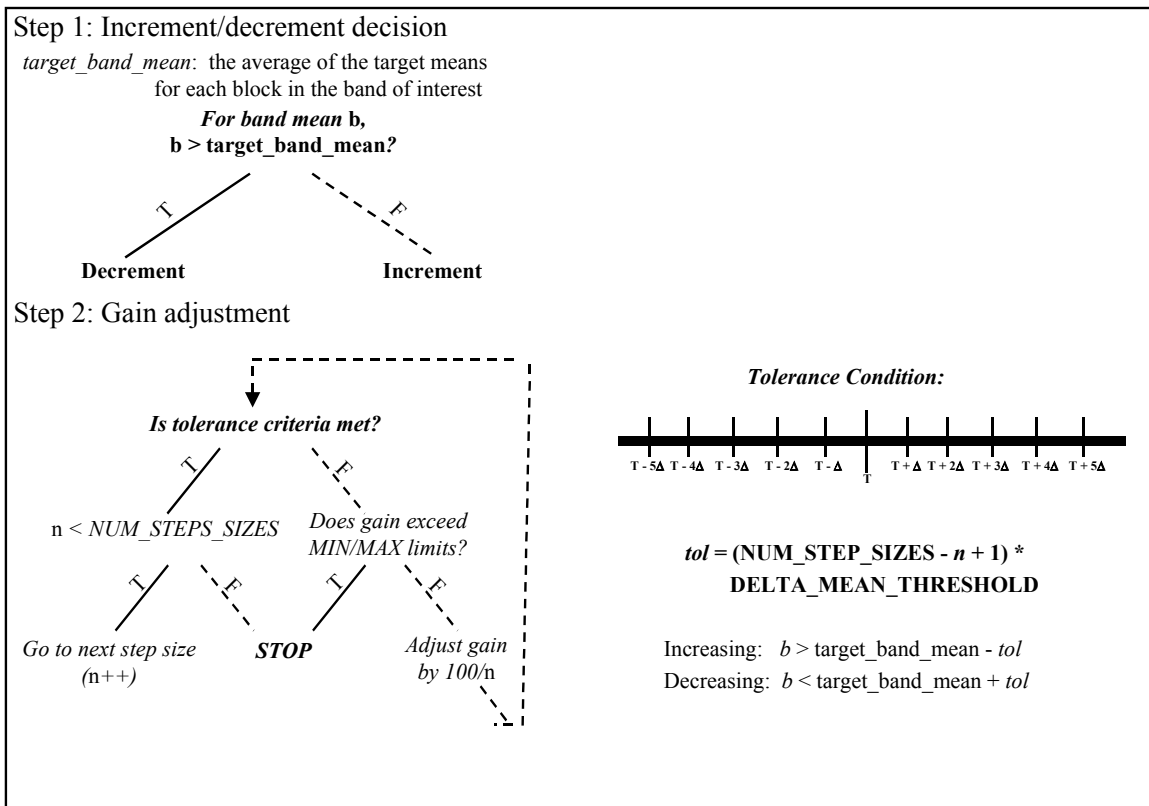 Step 1: Increment/decrement decision
target_band_mean: the average of the target means
for each block in the band of interest
For band mean b,
b > target_band_mean?
T
F
Decrement
Increment
Step 2: Gain adjustment
Is tolerance criteria met?
T
F
n < NUM_STEPS_SIZES
Does gain exceed
MIN/MAX limits?
T
F
T
F
Go to next step size
(n++)
STOP
Adjust gain
by 100/n
Tolerance Condition:
T - 5Δ T - 4Δ T - 3Δ T - 2Δ T - Δ T T + Δ T + 2Δ T + 3Δ T + 4Δ T + 5Δ
tol = (NUM_STEP_SIZES - n + 1) *
DELTA_MEAN_THRESHOLD
Increasing: b > target_band_mean - tol
Decreasing: b < target_band_mean + tol